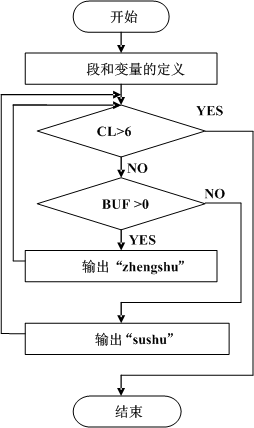 开始
段和变量的定义
YES
CL>6
NO
NO
BUF >0
YES
输出“zhengshu”
输出“sushu”
结束